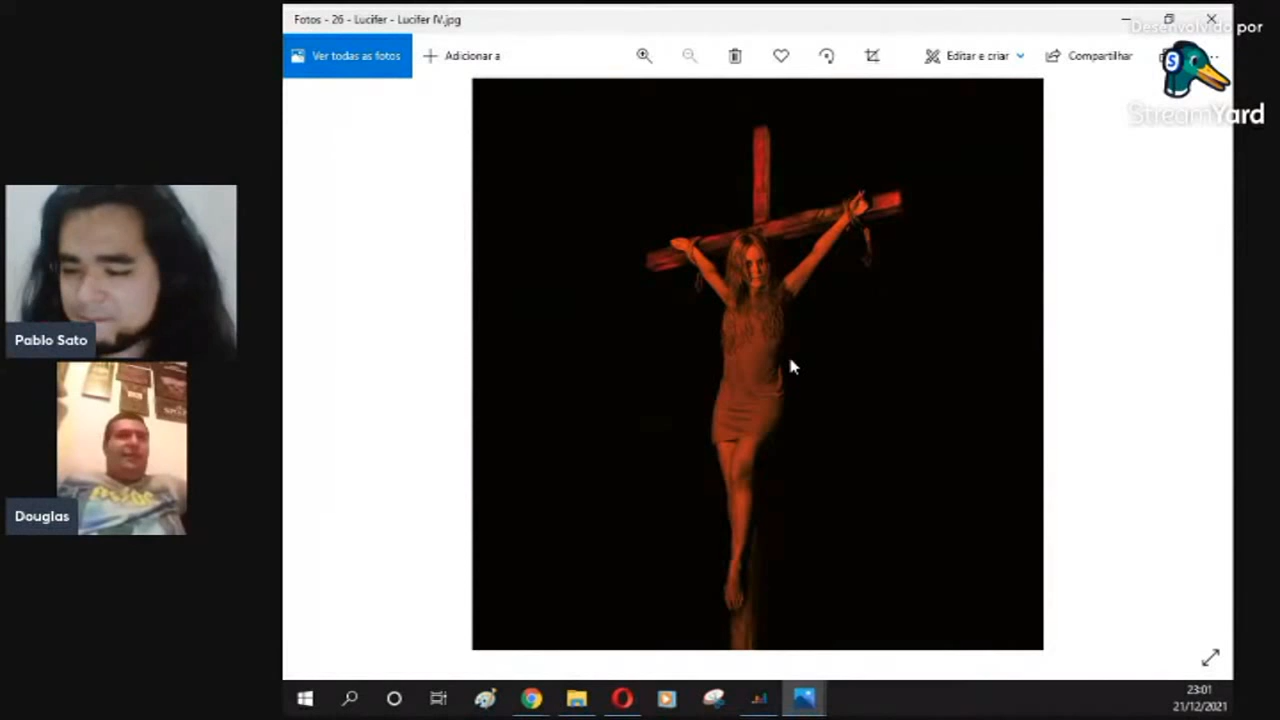 Fotos - 26 - Lucifer - Lucifer IV.jpg
Desenvolvido por
Ver todas as fotos
Adicionar a
Editar e criar
Compartilhar
S
StreamYard
Pablo Sato
Douglas
23:01
21/12/2021